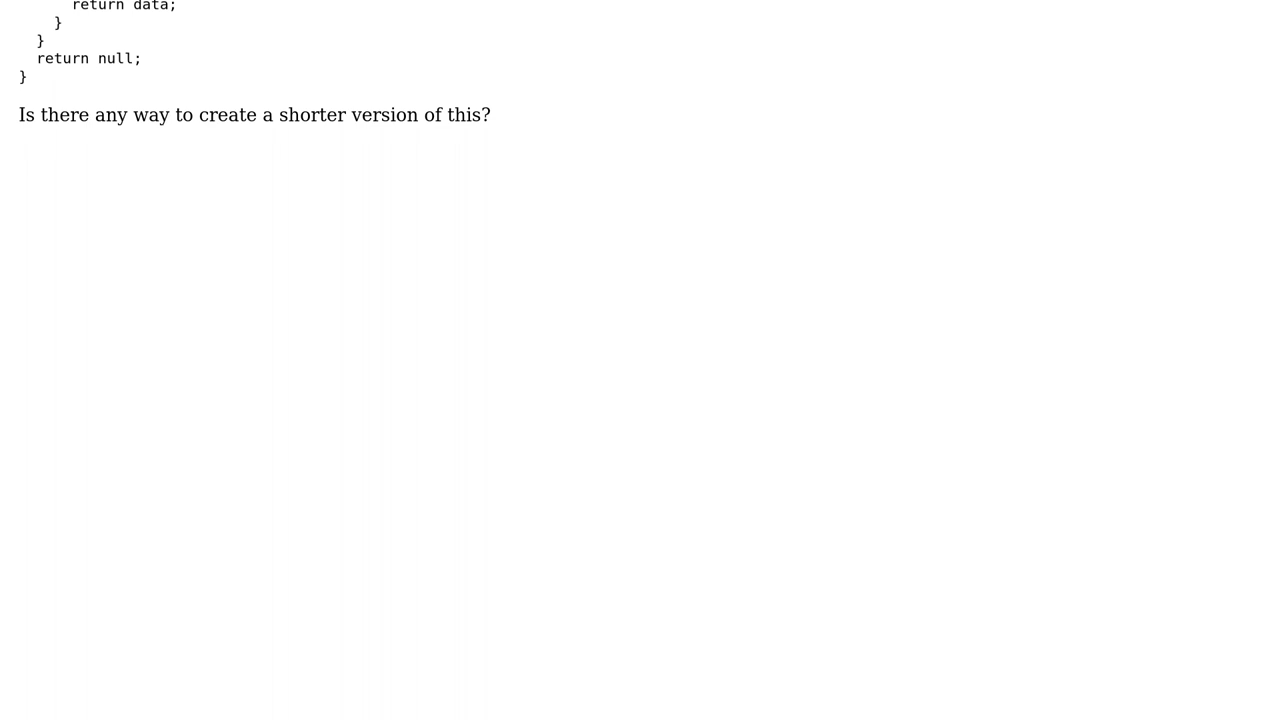 return data;
}
}
return null;
}
Is there any way to create a shorter version of this?